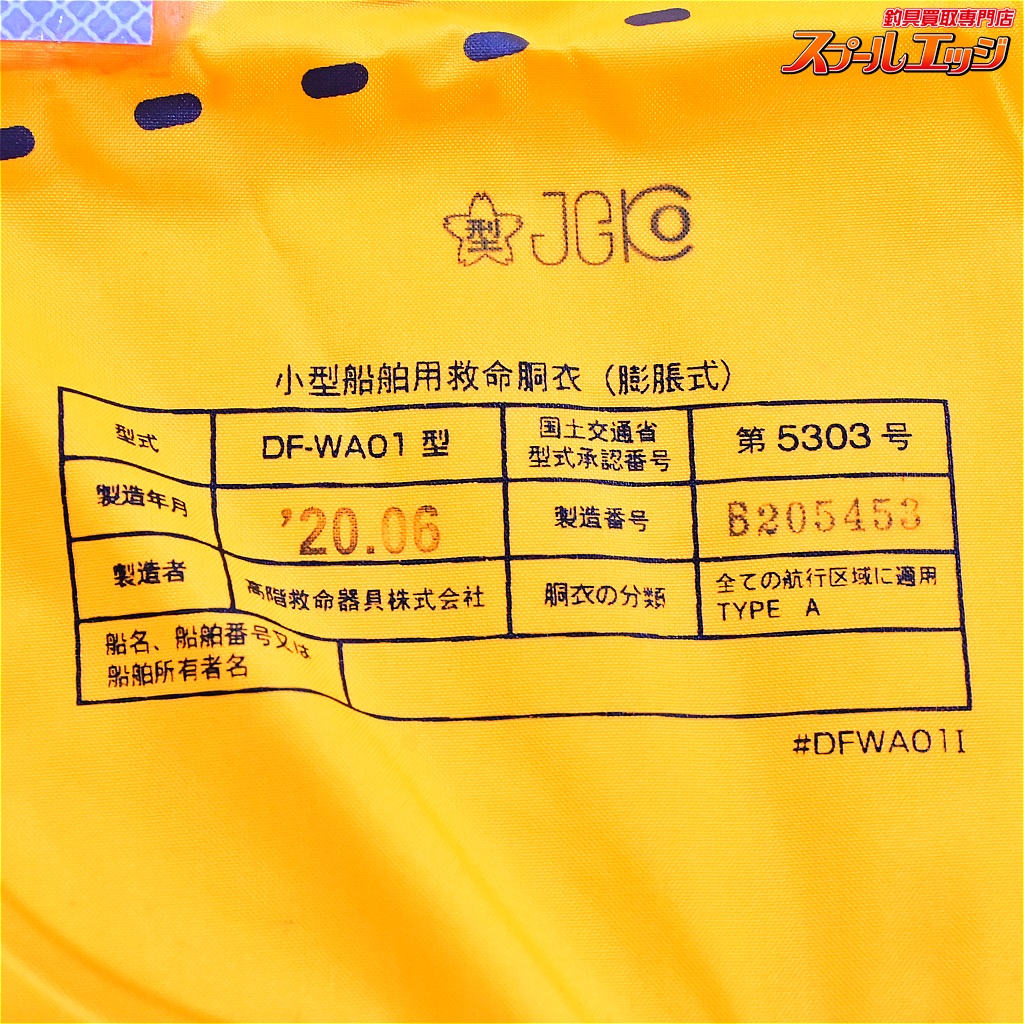 釣具買取専門店
スプールエッジ
型 JCI Ko
小型船舶用救命胴衣（膨脹式）
型式 DF-WA01 型 国土交通省 型式承認番号 第 5303 号
製造年月 '20.06 製造番号 B205453
製造者 高階救命器具株式会社 胴衣の分類 全ての航行区域に適用 TYPE A
船名、船舶番号又は
船舶所有者名
#DFWA01I